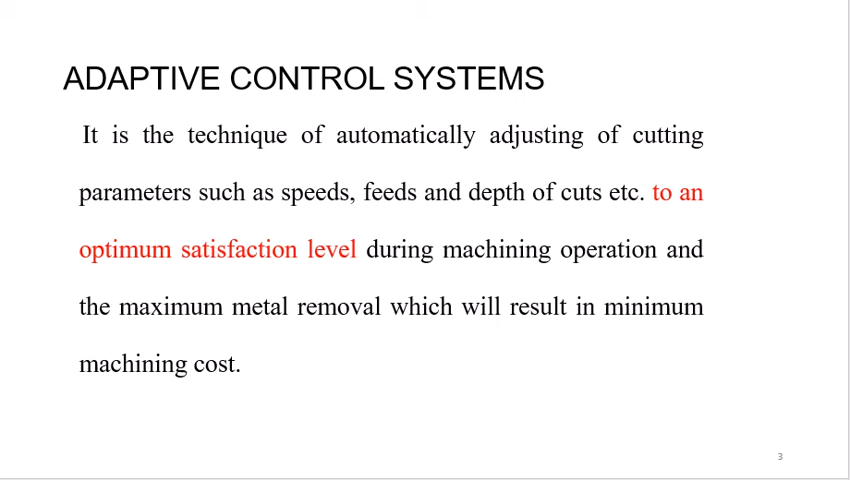 ADAPTIVE CONTROL SYSTEMS
It is the technique of automatically adjusting of cutting
parameters such as speeds, feeds and depth of cuts etc. to an
optimum satisfaction level during machining operation and
the maximum metal removal which will result in minimum
machining cost.
3